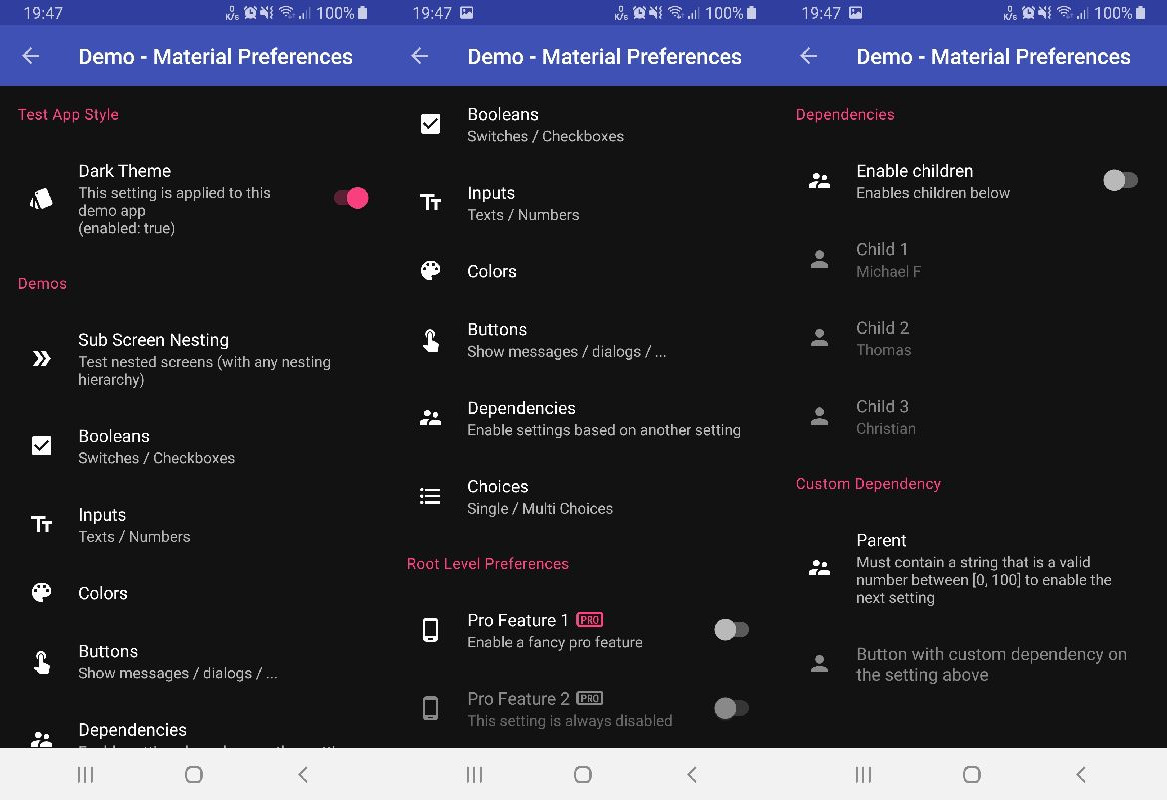 19:47
K/s
100%
Demo - Material Preferences
Test App Style
Dark Theme
This setting is applied to this
demo app
(enabled: true)
Demos
Sub Screen Nesting
Test nested screens (with any nesting
hierarchy)
Booleans
Switches / Checkboxes
Inputs
Texts / Numbers
Colors
Buttons
Show messages / dialogs / ...
Dependencies
19:47
K/s
100%
Demo - Material Preferences
Booleans
Switches / Checkboxes
Inputs
Texts / Numbers
Colors
Buttons
Show messages / dialogs / ...
Dependencies
Enable settings based on another setting
Choices
Single / Multi Choices
Root Level Preferences
Pro Feature 1 PRO
Enable a fancy pro feature
Pro Feature 2 PRO
This setting is always disabled
19:47
K/s
100%
Demo - Material Preferences
Dependencies
Enable children
Enables children below
Child 1
Michael F
Child 2
Thomas
Child 3
Christian
Custom Dependency
Parent
Must contain a string that is a valid
number between [0, 100] to enable the
next setting
Button with custom dependency on
the setting above